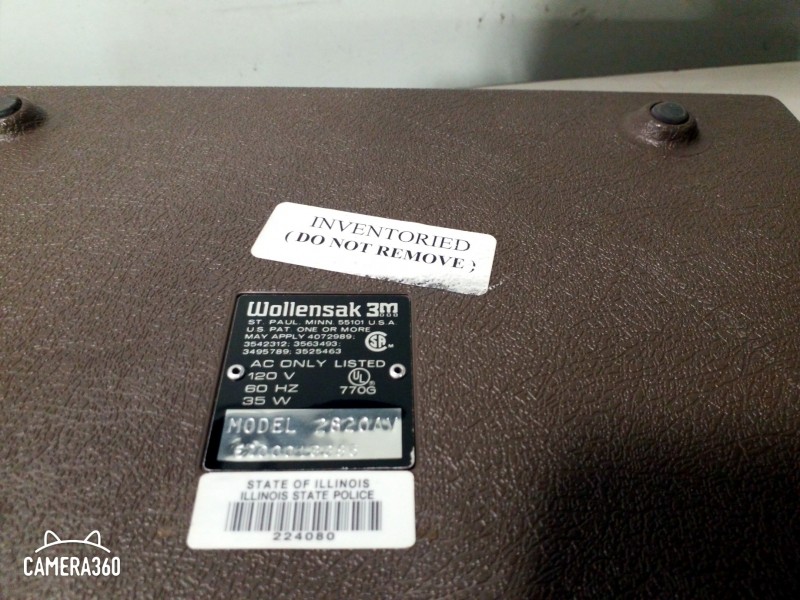 INVENTORIED
( DO NOT REMOVE )
Wollensak 3M
ST. PAUL, MINN. 55101 U.S.A.
U.S. PAT. ONE OR MORE
MAY APPLY 4072989;
3542312; 3563493;
3495789; 3525463
AC ONLY LISTED
120 V
60 HZ 770G
35 W
MODEL 2820AV
STATE OF ILLINOIS
ILLINOIS STATE POLICE
224080
CAMERA360